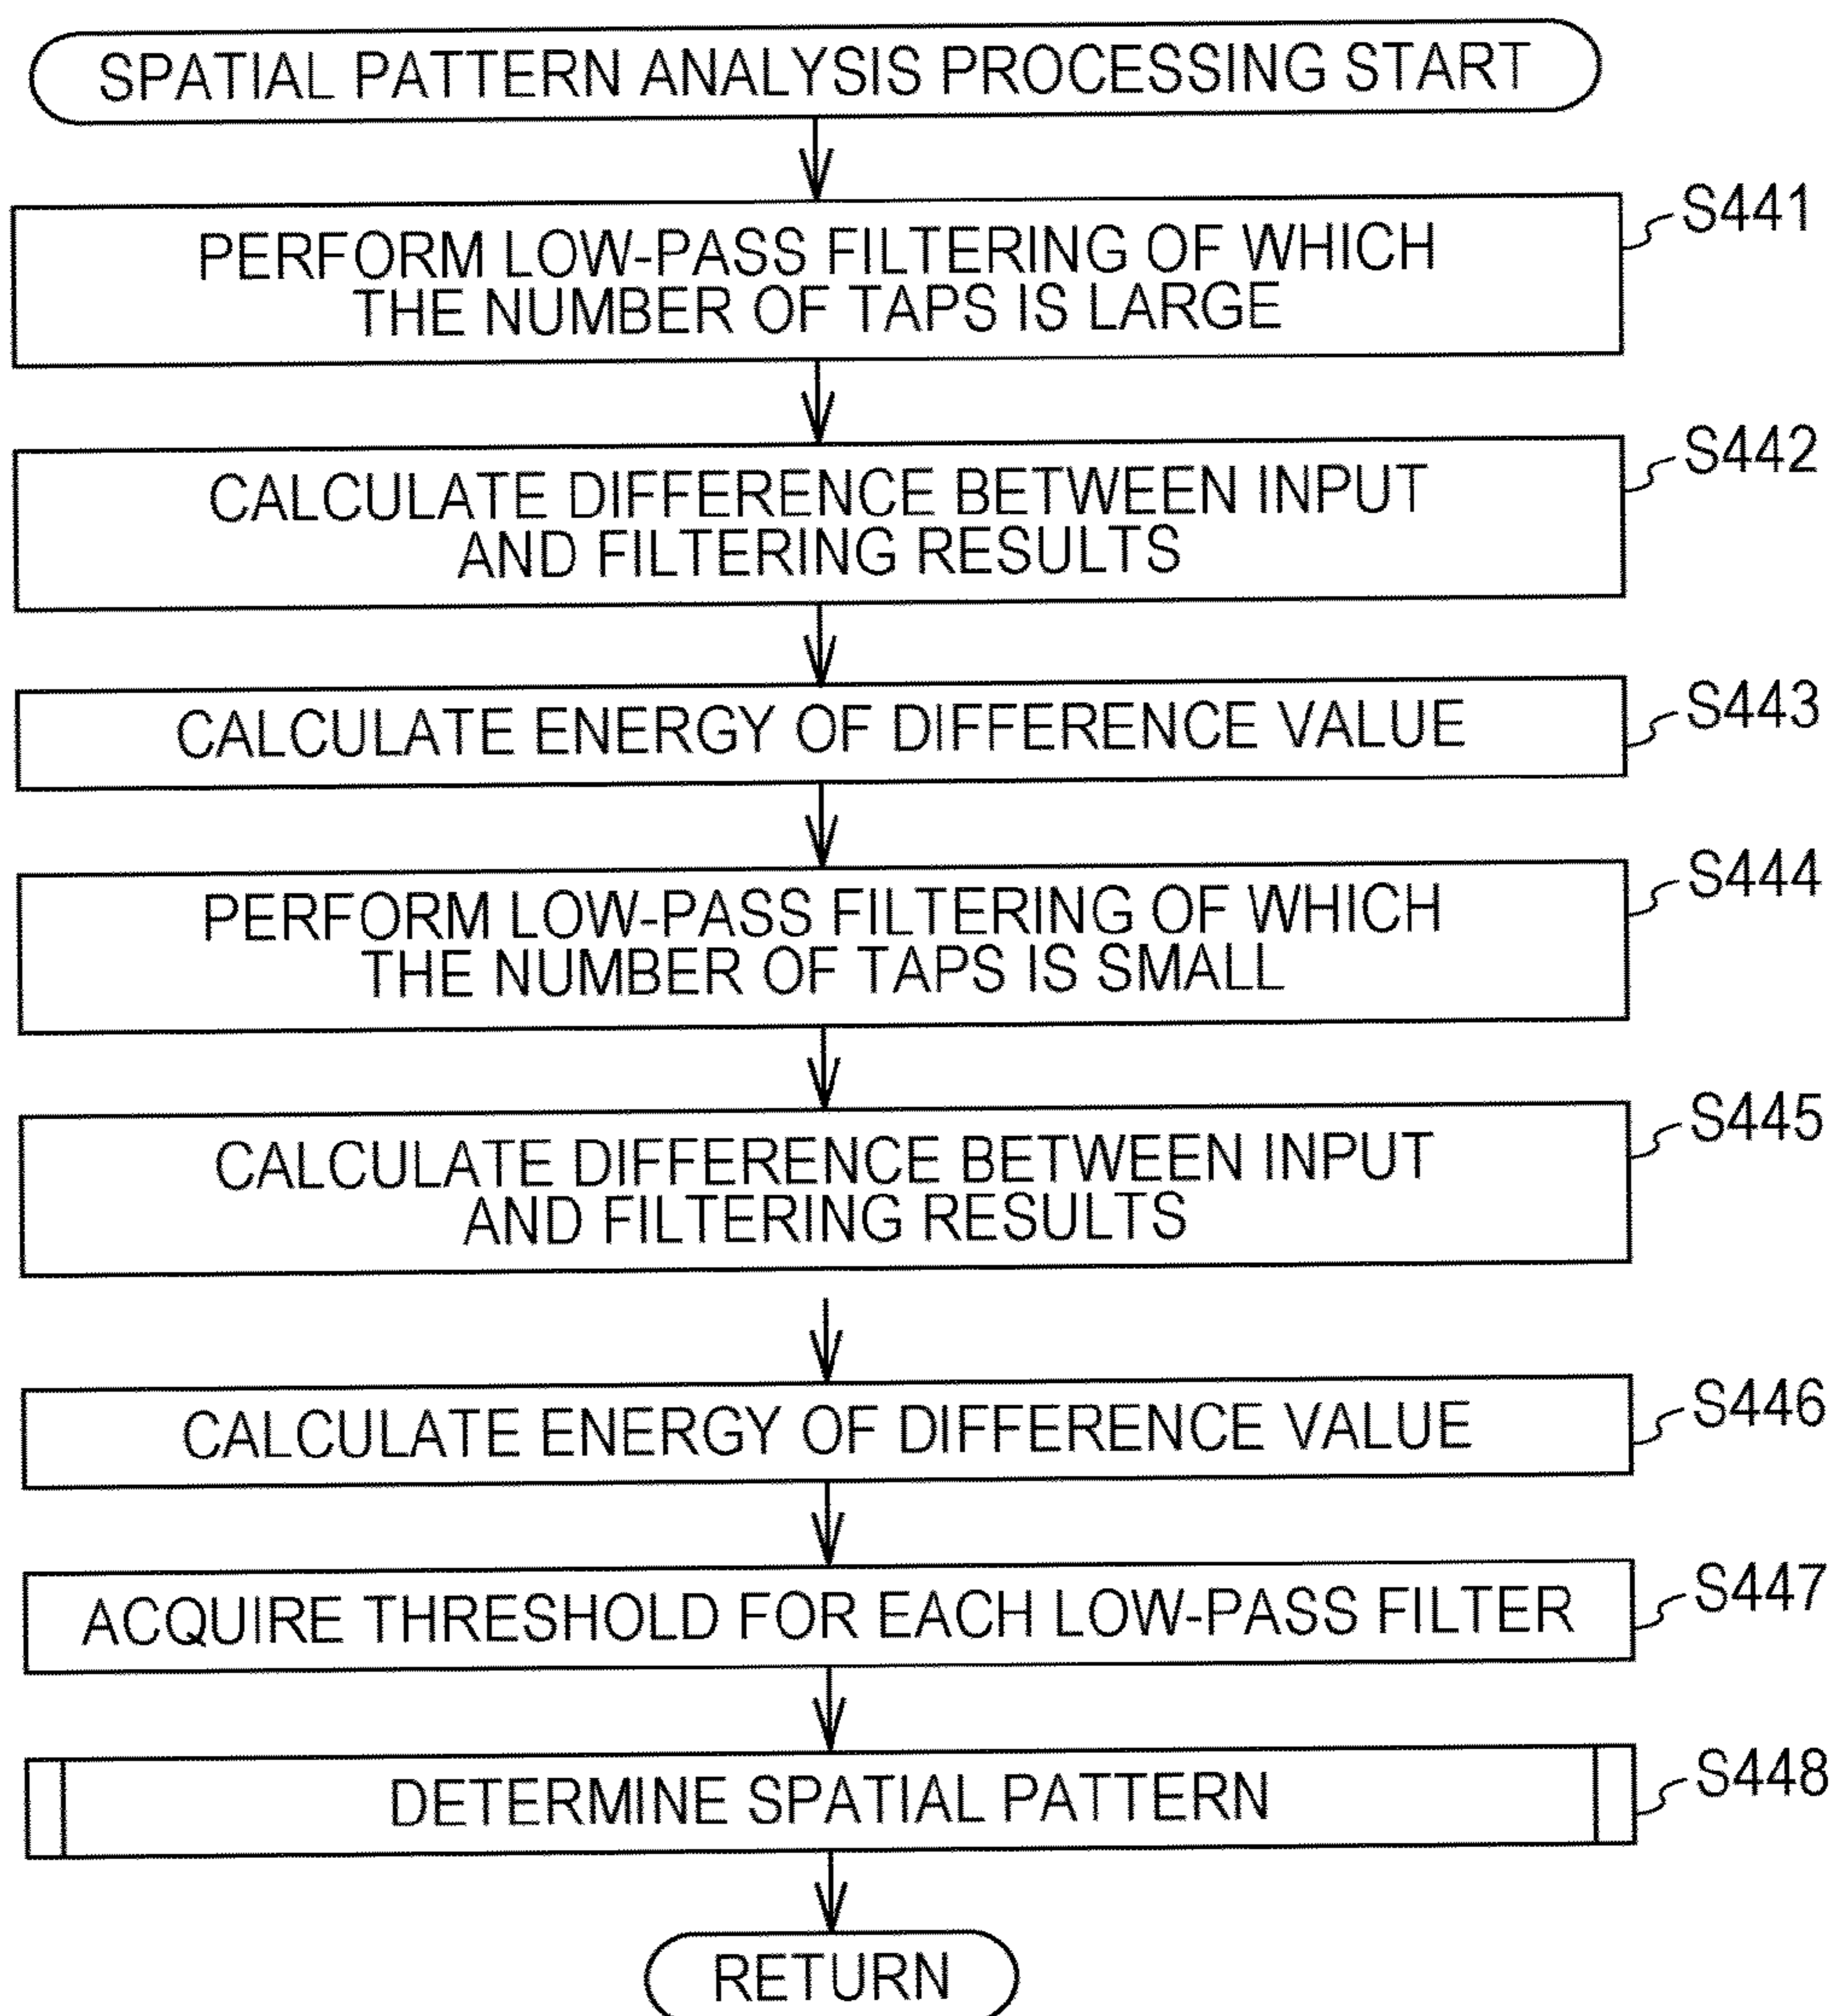 SPATIAL PATTERN ANALYSIS PROCESSING START
S441
PERFORM LOW-PASS FILTERING OF WHICH
THE NUMBER OF TAPS IS LARGE
S442
CALCULATE DIFFERENCE BETWEEN INPUT
AND FILTERING RESULTS
S443
CALCULATE ENERGY OF DIFFERENCE VALUE
S444
PERFORM LOW-PASS FILTERING OF WHICH
THE NUMBER OF TAPS IS SMALL
S445
CALCULATE DIFFERENCE BETWEEN INPUT
AND FILTERING RESULTS
S446
CALCULATE ENERGY OF DIFFERENCE VALUE
S447
ACQUIRE THRESHOLD FOR EACH LOW-PASS FILTER
S448
DETERMINE SPATIAL PATTERN
RETURN